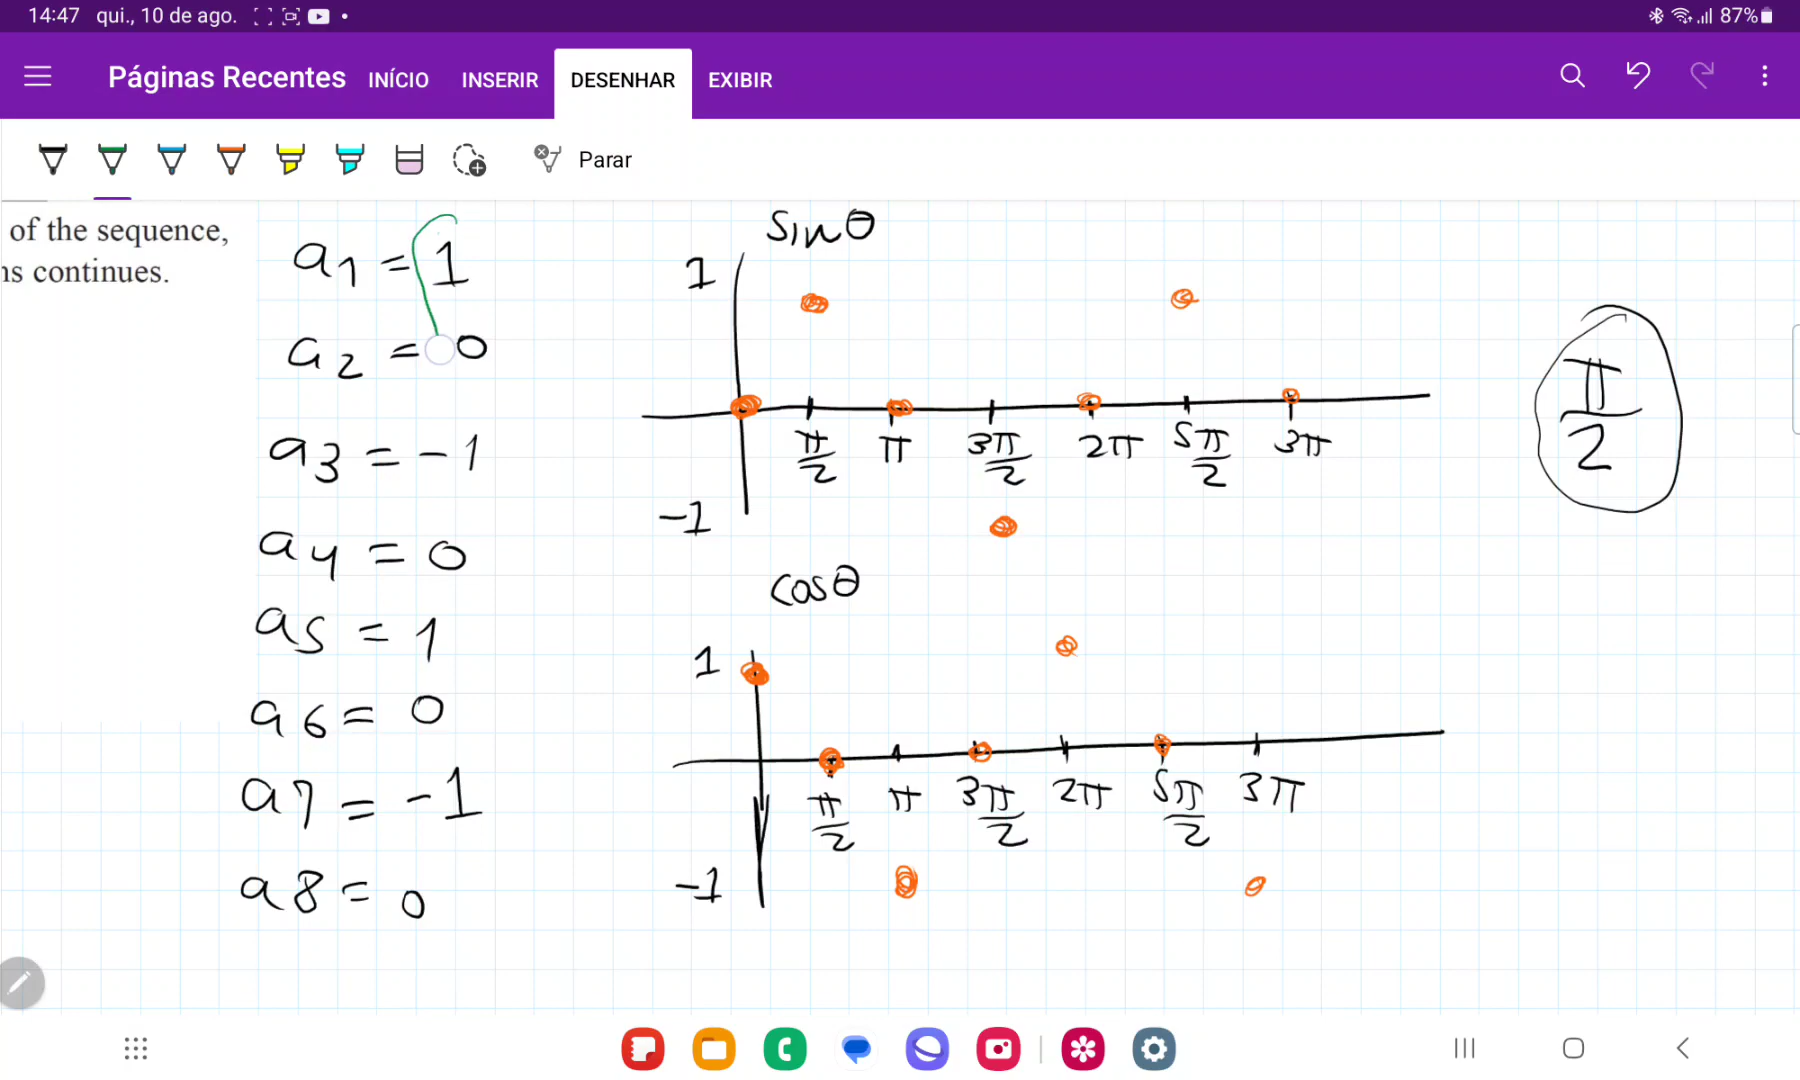 14:47 qui., 10 de ago. 87%
Páginas Recentes INÍCIO INSERIR DESENHAR EXIBIR
Parar
of the sequence,
ns continues.
a1 = 1
a2 = 0
a3 = -1
a4 = 0
a5 = 1
a6 = 0
a7 = -1
a8 = 0
sinθ
1
π/2 π 3π/2 2π 5π/2 3π
-1
cosθ
1
π/2 π 3π/2 2π 5π/2 3π
-1
π/2